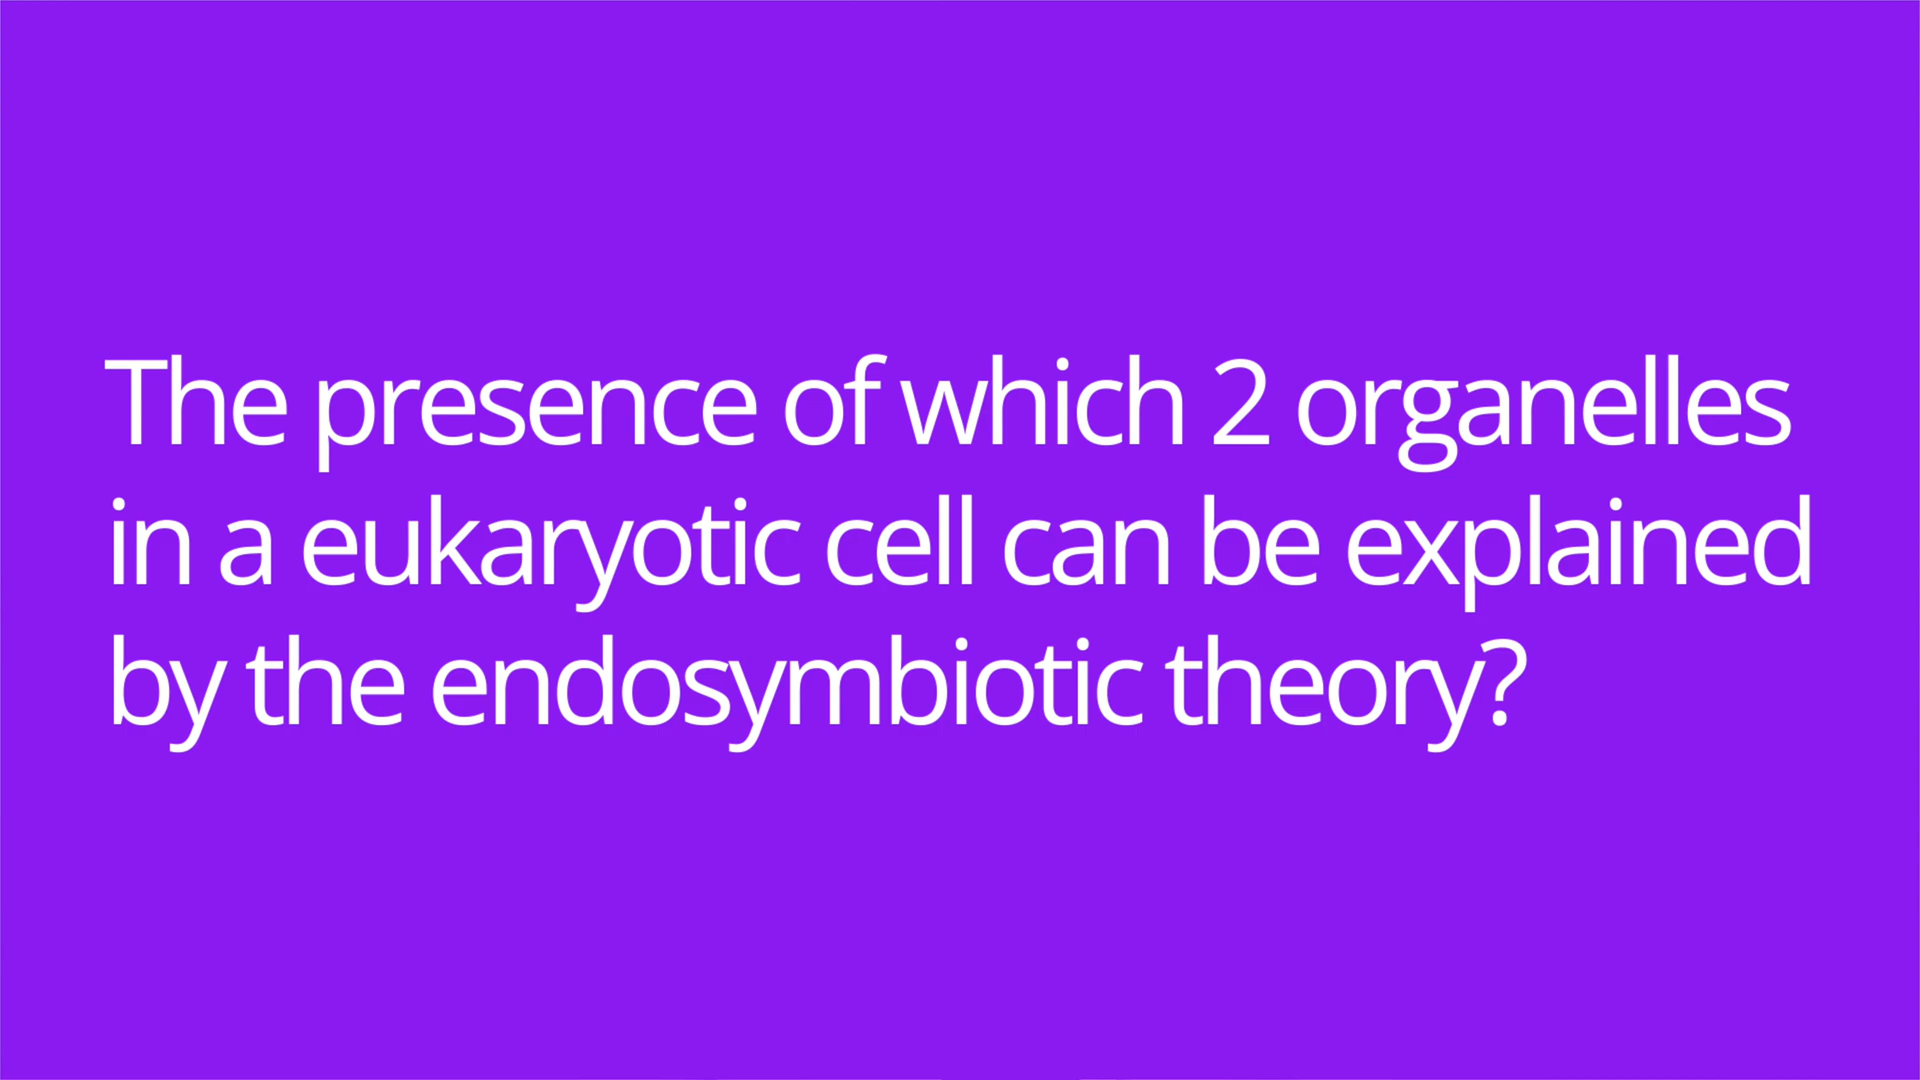 The presence of which 2 organelles
in a eukaryotic cell can be explained
by the endosymbiotic theory?